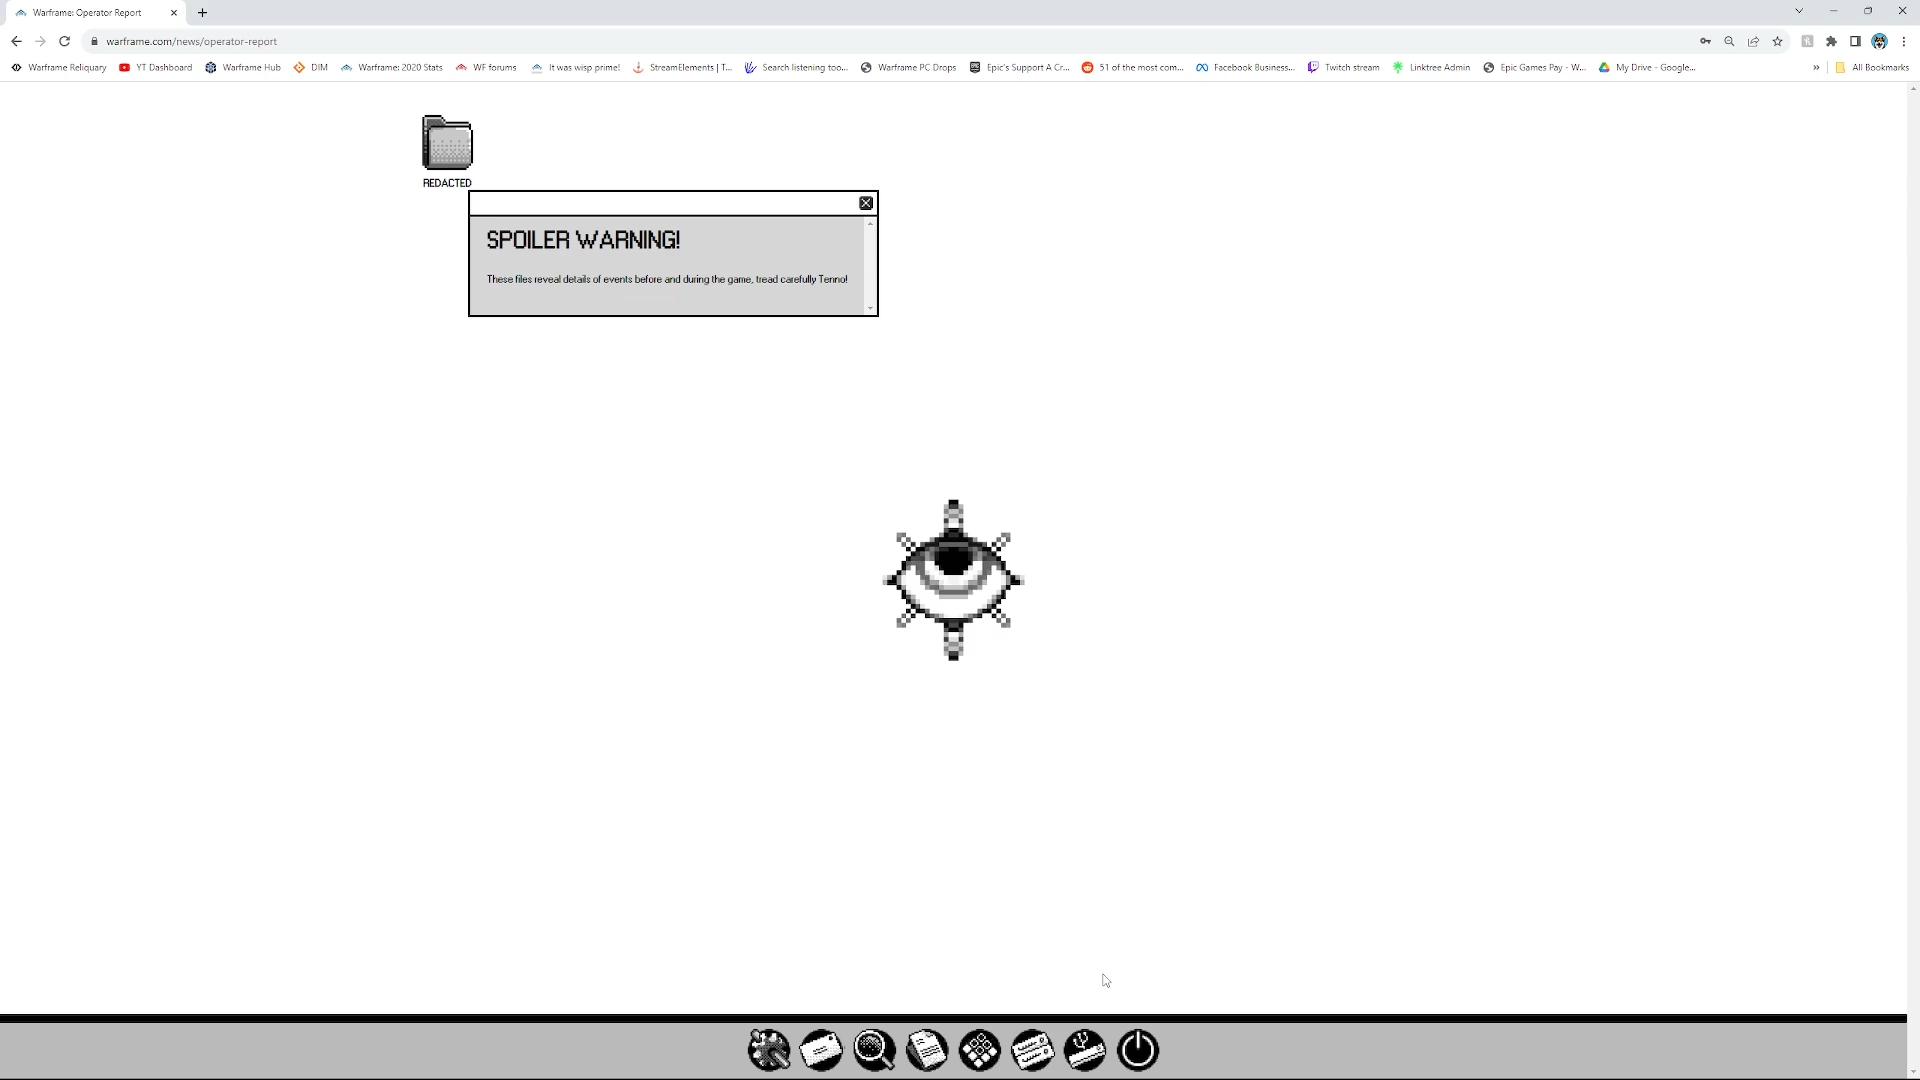 Warframe: Operator Report
warframe.com/news/operator-report
Warframe Reliquary YT Dashboard Warframe Hub DIM Warframe: 2020 Stats WF forums It was wisp prime! StreamElements | T... Search listening too... Warframe PC Drops Epic's Support A Cr... 51 of the most com... Facebook Business... Twitch stream Linktree Admin Epic Games Pay - W... My Drive - Google... » All Bookmarks
REDACTED
SPOILER WARNING!
These files reveal details of events before and during the game, tread carefully Tenno!